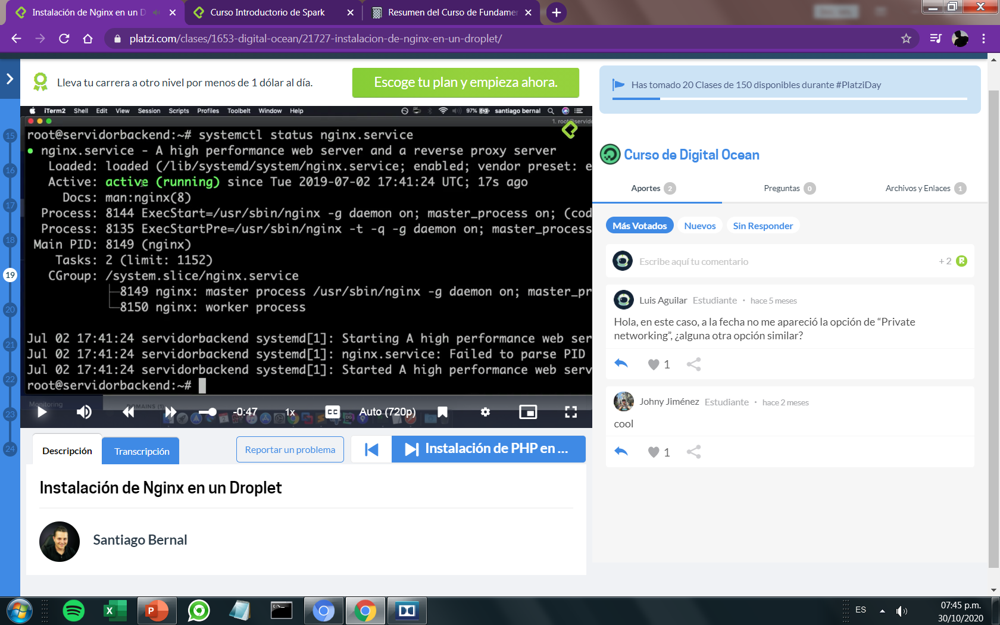 Instalación de Nginx en un D
Curso Introductorio de Spark
Resumen del Curso de Fundamen
platzi.com/clases/1653-digital-ocean/21727-instalacion-de-nginx-en-un-droplet/
Lleva tu carrera a otro nivel por menos de 1 dólar al día.
Escoge tu plan y empieza ahora.
Has tomado 20 Clases de 150 disponibles durante #PlatziDay
iTerm2 Shell Edit View Session Scripts Profiles Toolbelt Window Help
97% santiago bernal
1. root@servido
root@servidorbackend:~# systemctl status nginx.service
● nginx.service - A high performance web server and a reverse proxy server
Loaded: loaded (/lib/systemd/system/nginx.service; enabled; vendor preset: e
Active: active (running) since Tue 2019-07-02 17:41:24 UTC; 17s ago
Docs: man:nginx(8)
Process: 8144 ExecStart=/usr/sbin/nginx -g daemon on; master_process on; (cod
Process: 8135 ExecStartPre=/usr/sbin/nginx -t -q -g daemon on; master_process
Main PID: 8149 (nginx)
Tasks: 2 (limit: 1152)
CGroup: /system.slice/nginx.service
├─8149 nginx: master process /usr/sbin/nginx -g daemon on; master_pr
└─8150 nginx: worker process
Jul 02 17:41:24 servidorbackend systemd[1]: Starting A high performance web ser
Jul 02 17:41:24 servidorbackend systemd[1]: nginx.service: Failed to parse PID
Jul 02 17:41:24 servidorbackend systemd[1]: Started A high performance web serv
root@servidorbackend:~#
Monitoring
DOMAINS (1)
-0:47
1x
CC
Auto (720p)
15
16
17
18
19
20
21
22
23
24
Descripción
Transcripción
Reportar un problema
Instalación de PHP en ...
Instalación de Nginx en un Droplet
Santiago Bernal
Curso de Digital Ocean
Aportes 2
Preguntas 0
Archivos y Enlaces 1
Más Votados
Nuevos
Sin Responder
Escribe aquí tu comentario
+ 2
Luis Aguilar Estudiante • hace 5 meses
Hola, en este caso, a la fecha no me apareció la opción de “Private
networking”, ¿alguna otra opción similar?
1
Johny Jiménez Estudiante • hace 2 meses
cool
1
ES
07:45 p.m.
30/10/2020